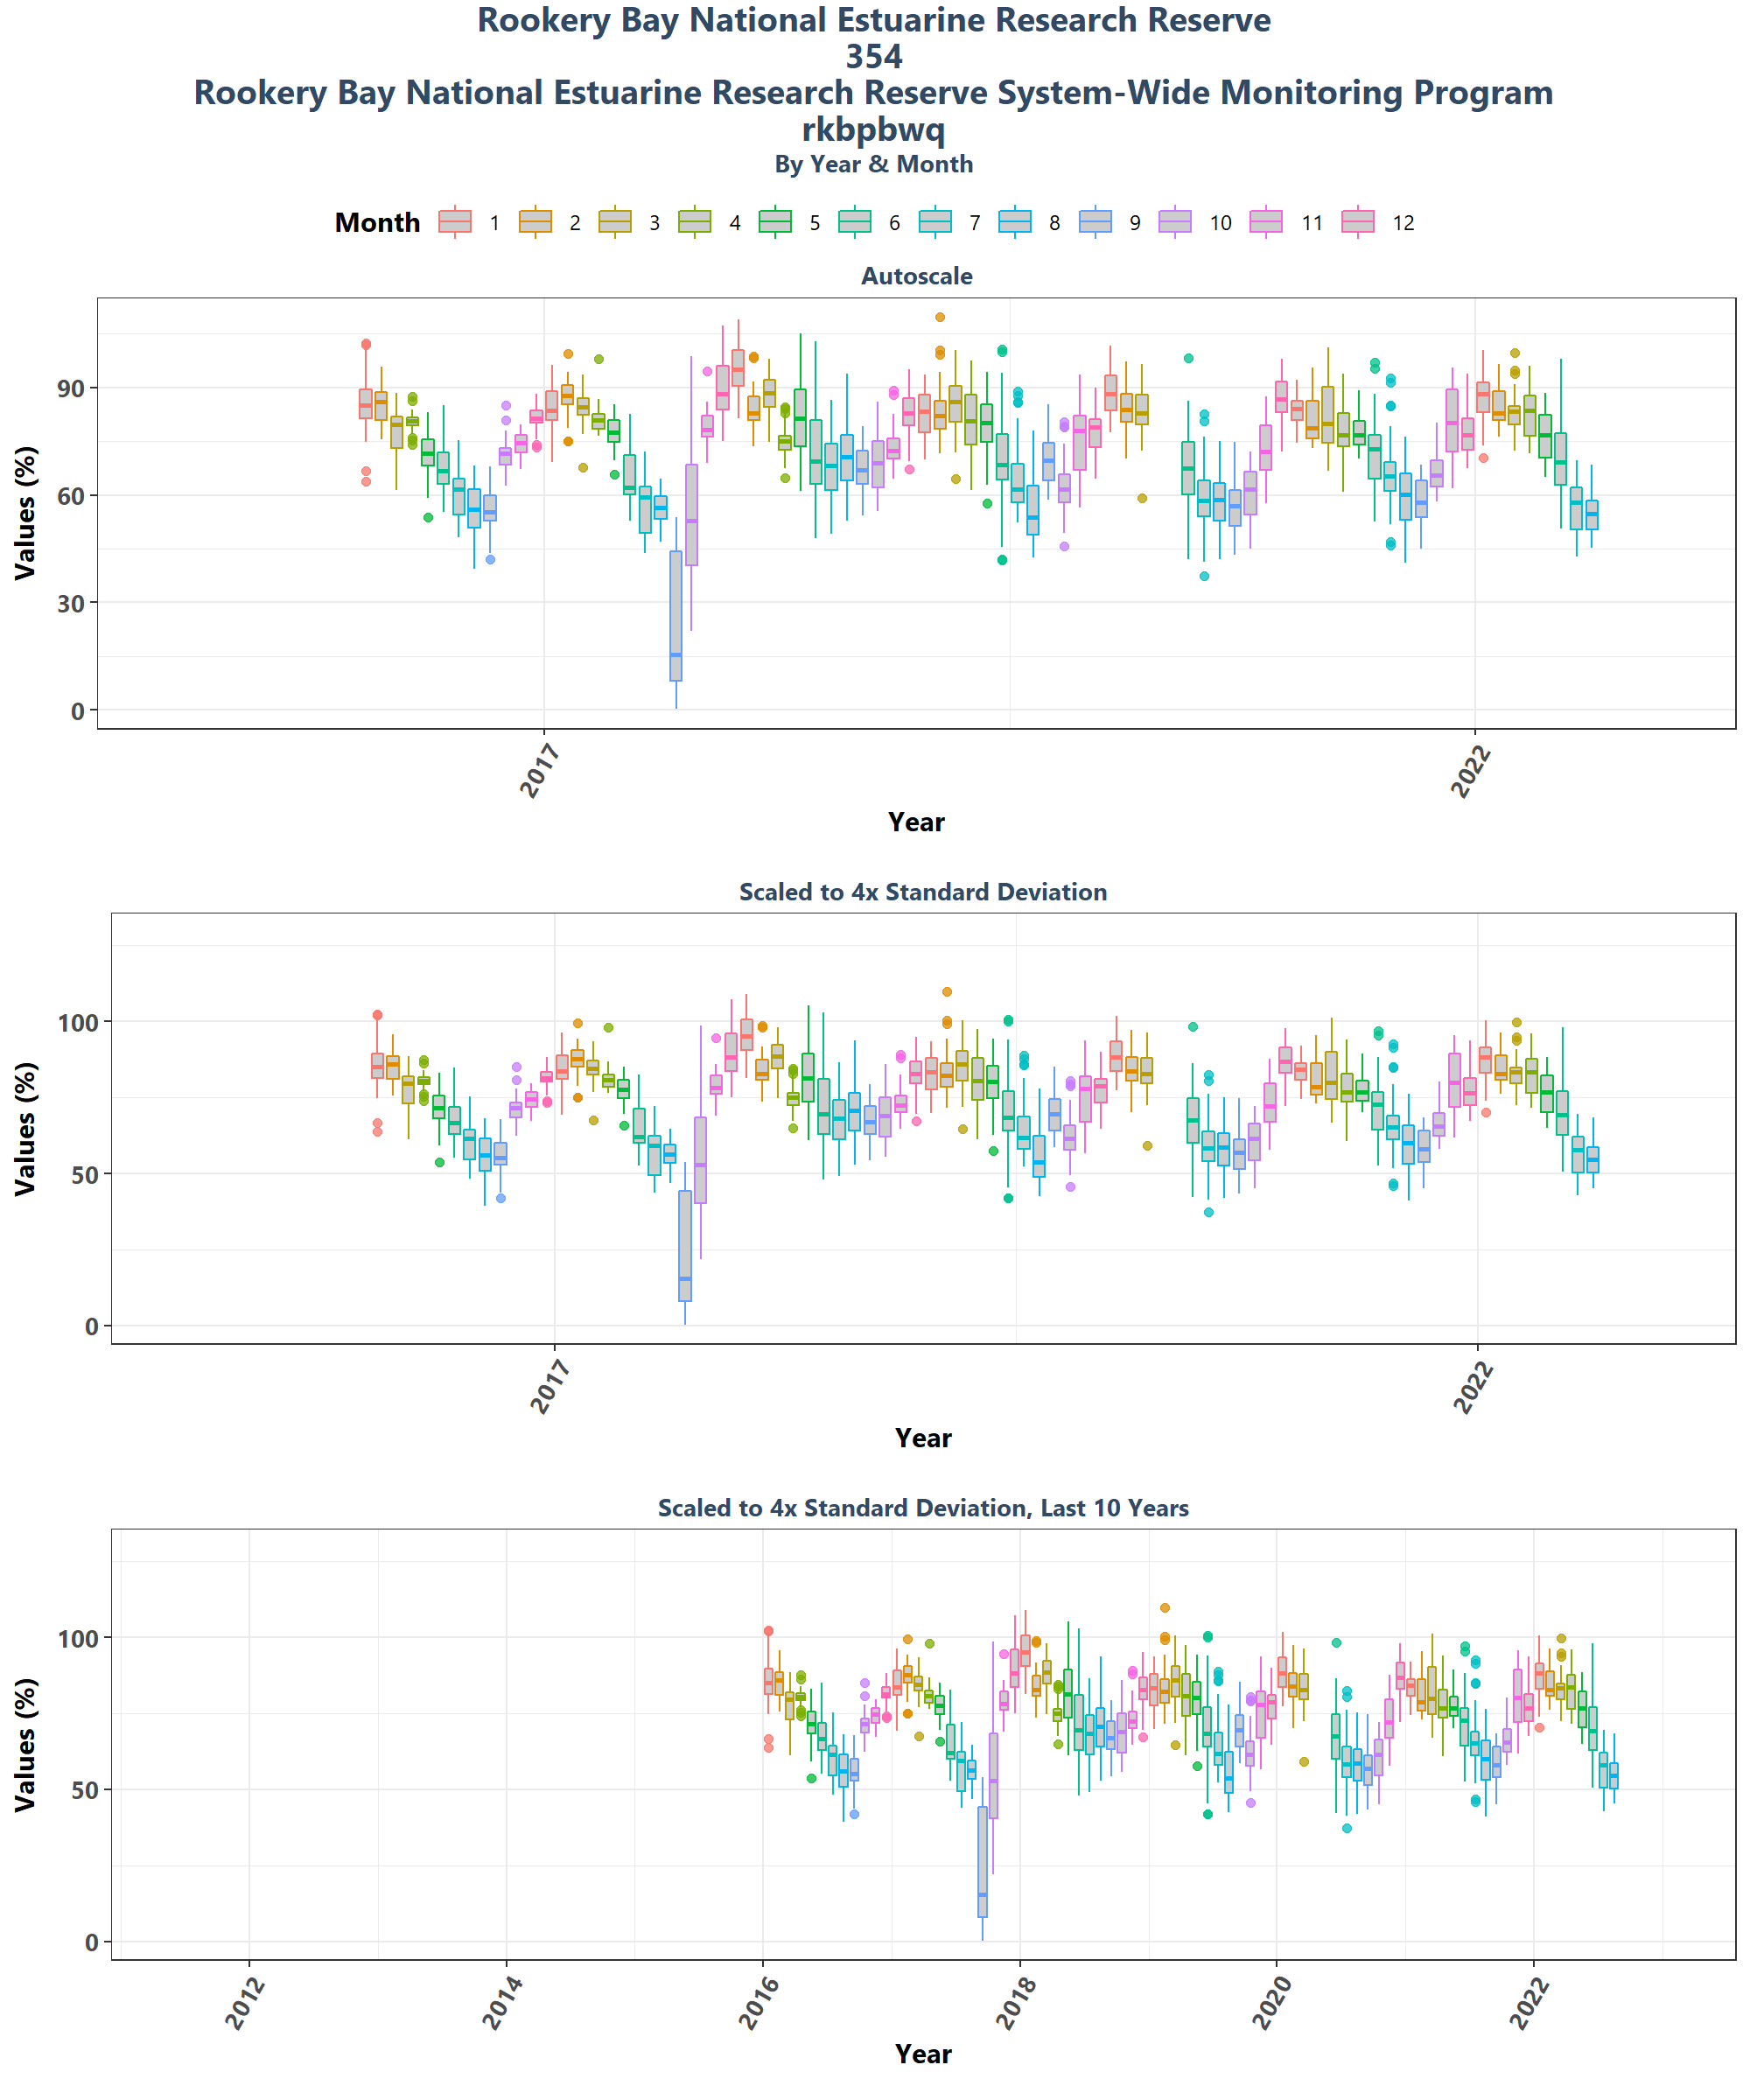 Rookery Bay National Estuarine Research Reserve
354
Rookery Bay National Estuarine Research Reserve System-Wide Monitoring Program
rkbpbwq
By Year & Month
Month 1 2 3 4 5 6 7 8 9 10 11 12
Autoscale
Values (%)
90
60
30
0
2017 2022
Year
Scaled to 4x Standard Deviation
Values (%)
100
50
0
2017 2022
Year
Scaled to 4x Standard Deviation, Last 10 Years
Values (%)
100
50
0
2012 2014 2016 2018 2020 2022
Year